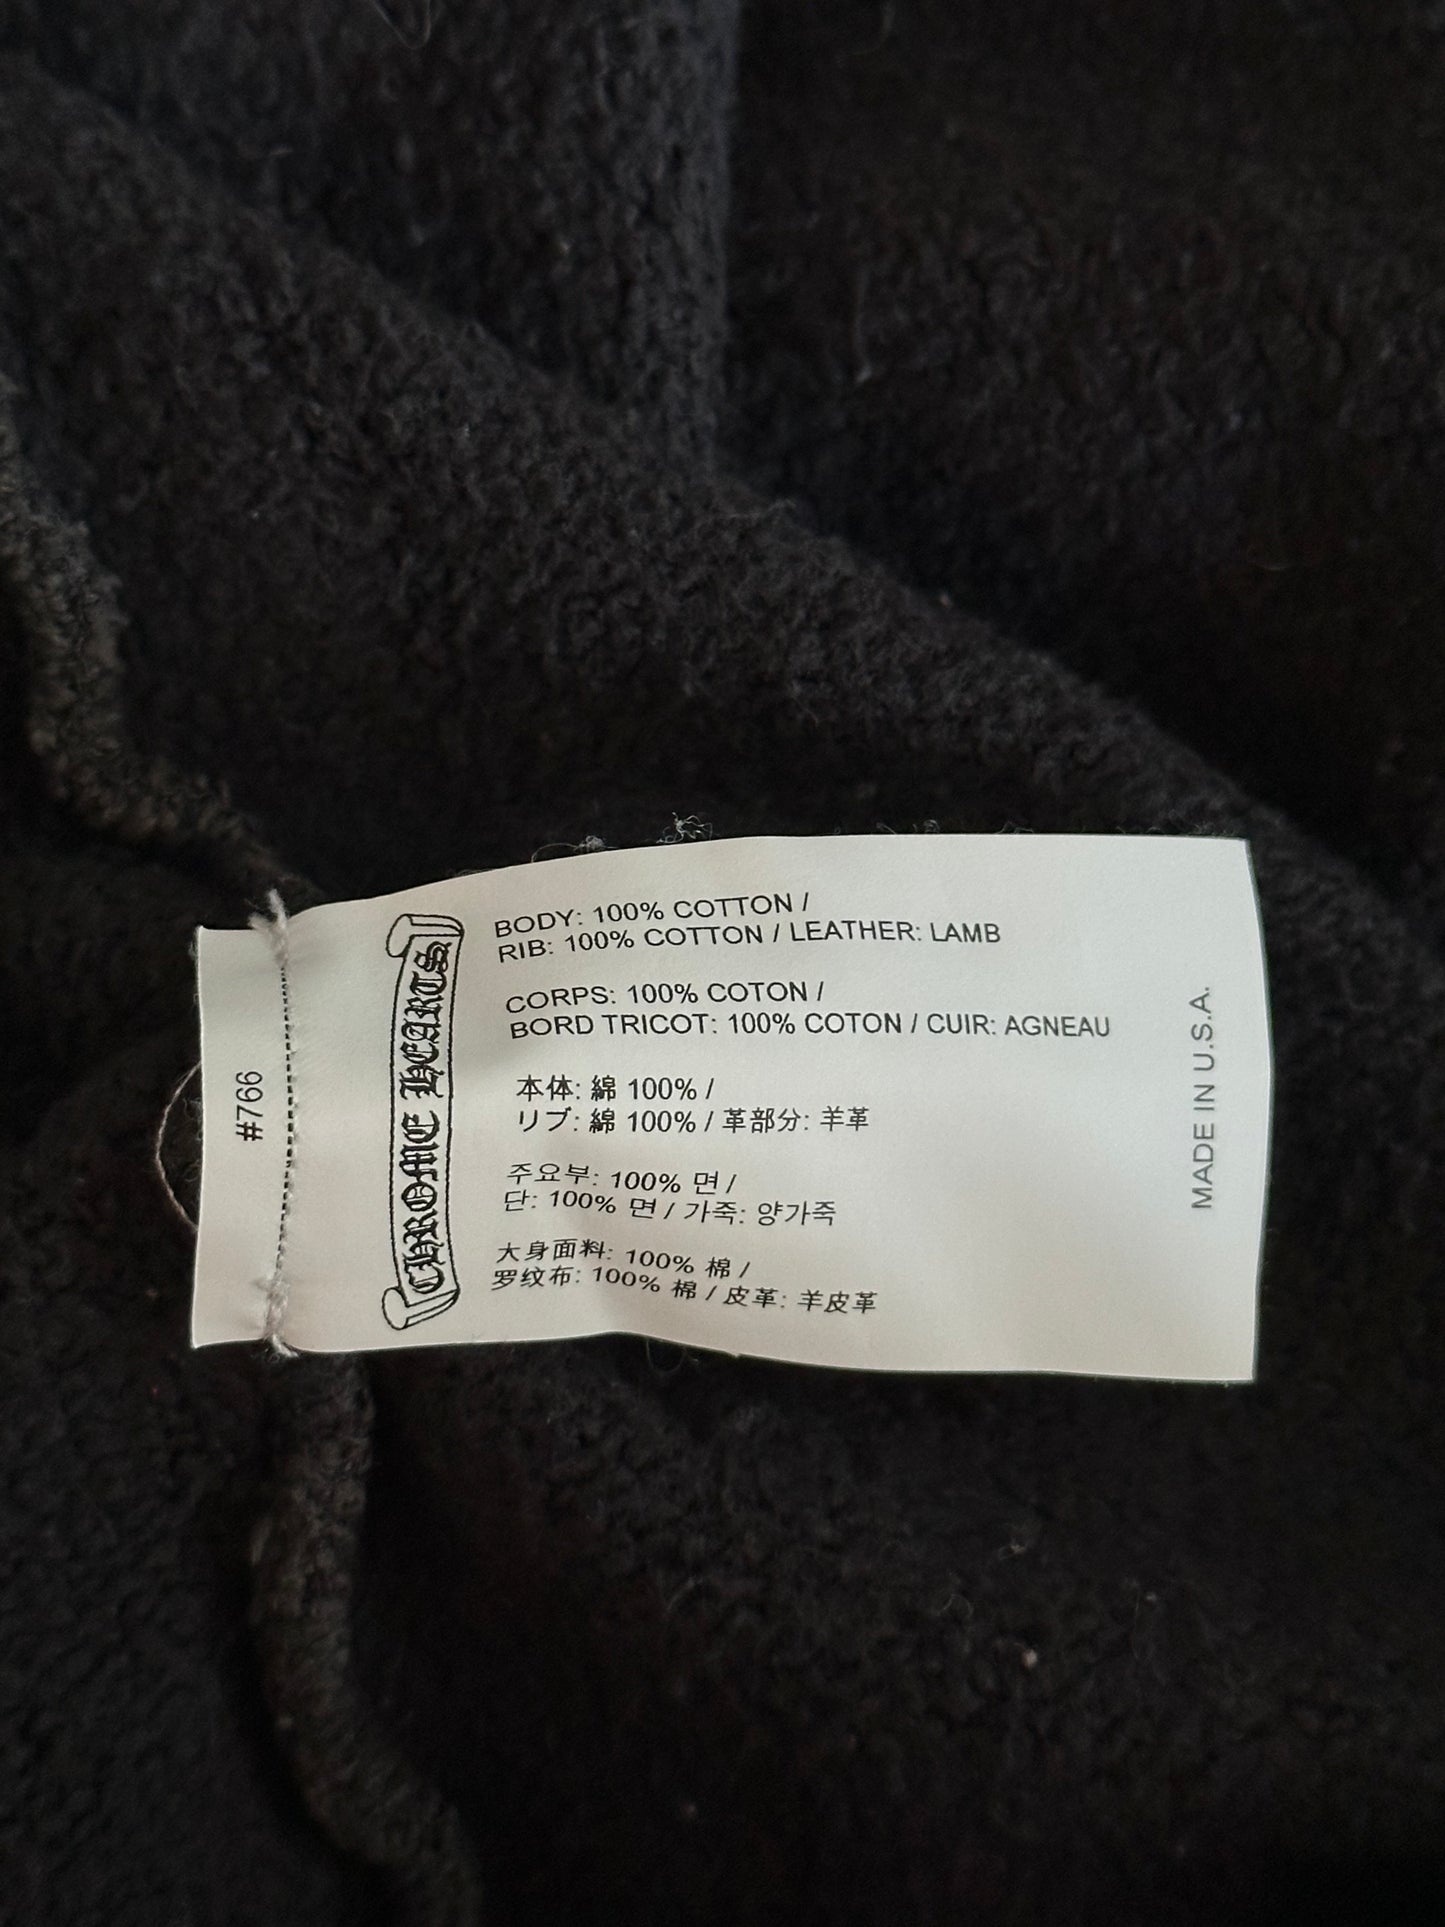 #766
CHROME HEARTS
BODY: 100% COTTON /
RIB: 100% COTTON / LEATHER: LAMB
CORPS: 100% COTON /
BORD TRICOT: 100% COTON / CUIR: AGNEAU
本体: 綿 100% /
リブ: 綿 100% / 革部分: 羊革
주요부: 100% 면 /
단: 100% 면 / 가죽: 양가죽
大身面料: 100% 棉 /
罗纹布: 100% 棉 / 皮革: 羊皮革
MADE IN U.S.A.